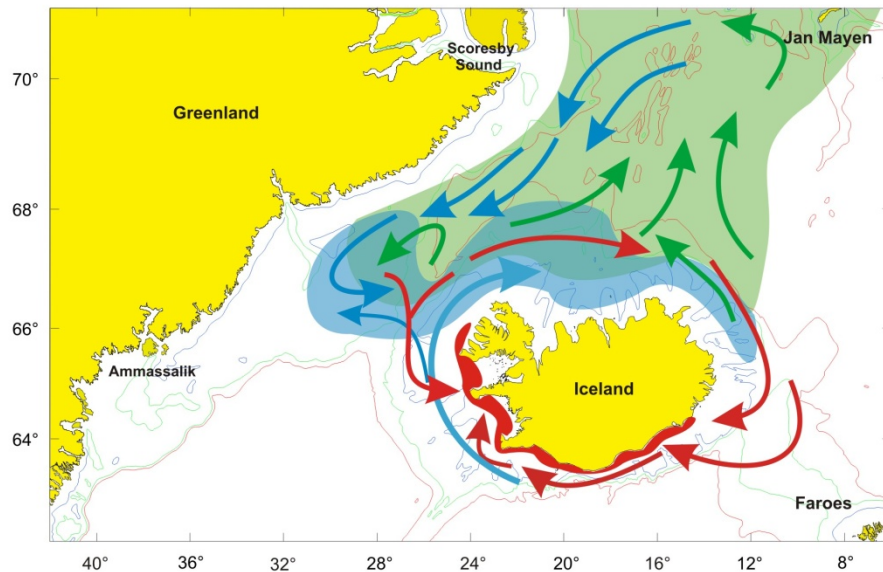 Jan Mayen
Scoresby
Sound
70°
Greenland
68°
66°
Ammassalik
Iceland
64°
Faroes
40°
36°
32°
28°
24°
20°
16°
12°
8°